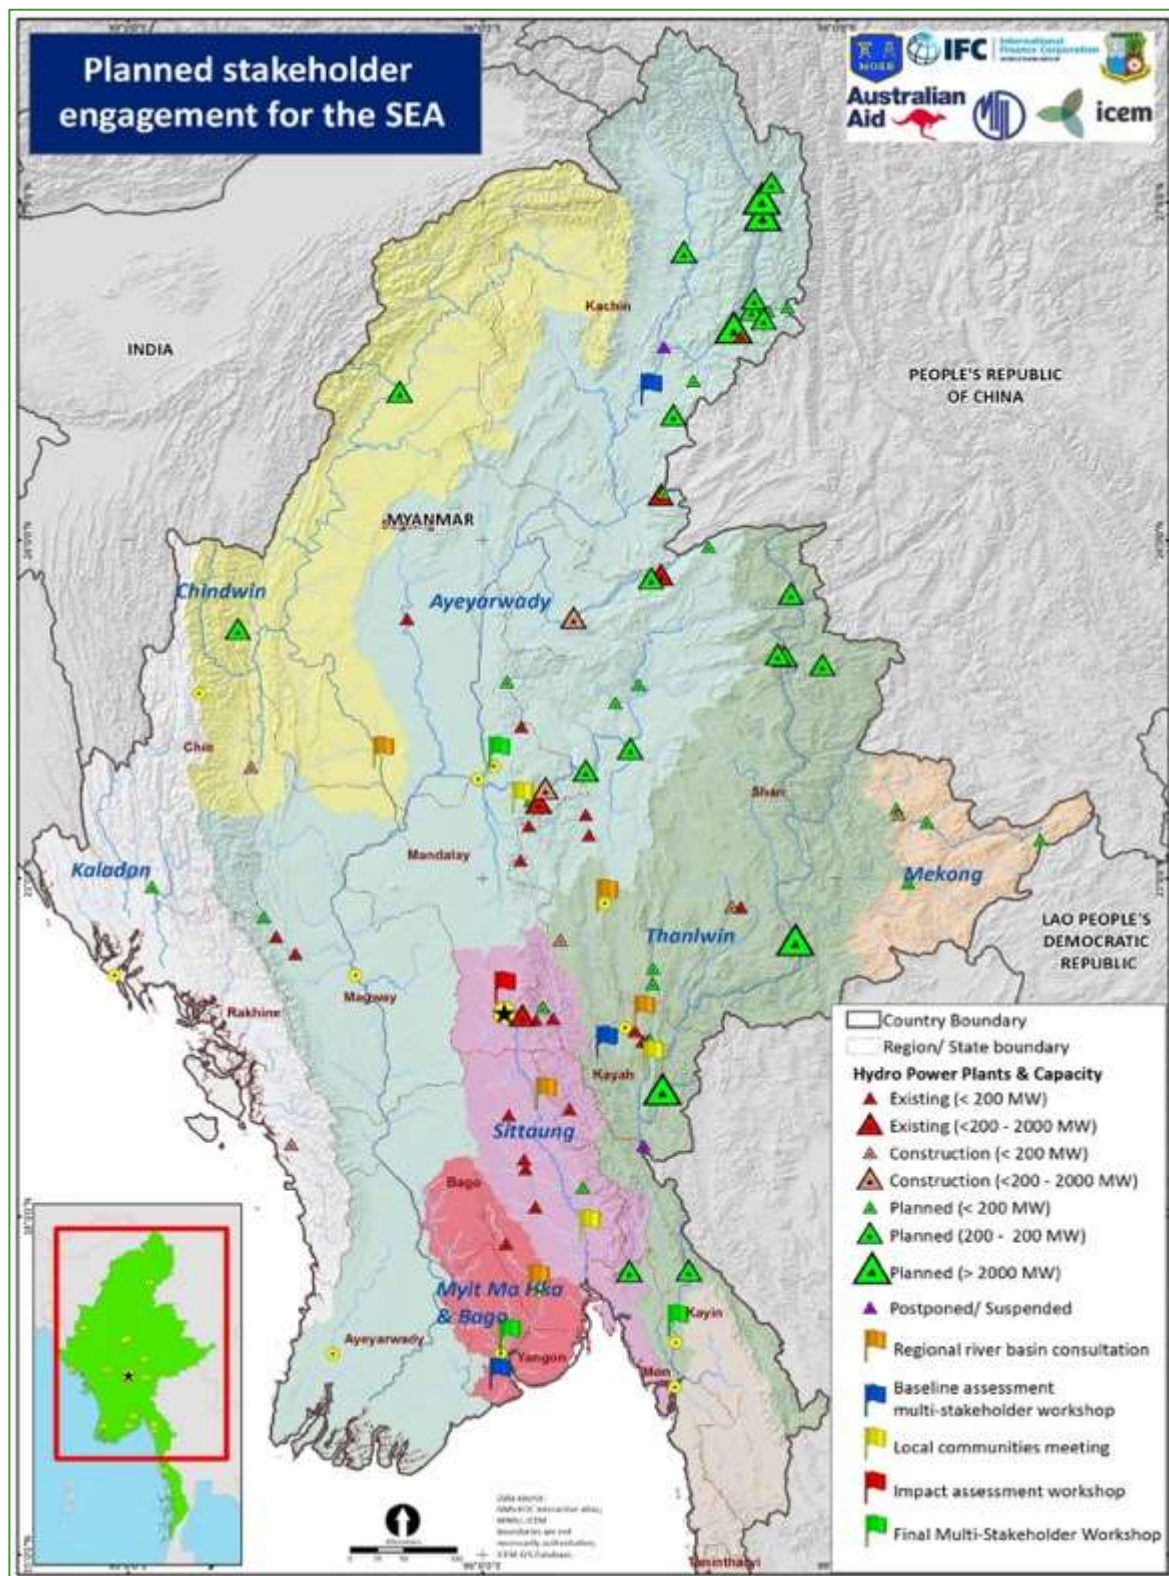 Planned stakeholder
engagement for the SEA
IFC
International
Finance Corporation
Australian
Aid
icem
Kachin
INDIA
PEOPLE'S REPUBLIC
OF CHINA
MYANMAR
Chindwin
Ayeyarwady
Chin
Shan
Mandalay
Kaladan
Mekong
LAO PEOPLE'S
DEMOCRATIC
REPUBLIC
Thanlwin
Magway
Rakhine
Kayah
Sittaung
Bago
Myit Ma Hka
& Bago
Ayeyarwady
Yangon
Kayin
Mon
Tanintharyi
Country Boundary
Region/ State boundary
Hydro Power Plants & Capacity
Existing (< 200 MW)
Existing (<200 - 2000 MW)
Construction (< 200 MW)
Construction (<200 - 2000 MW)
Planned (< 200 MW)
Planned (200 - 200 MW)
Planned (> 2000 MW)
Postponed/ Suspended
Regional river basin consultation
Baseline assessment
multi-stakeholder workshop
Local communities meeting
Impact assessment workshop
Final Multi-Stakeholder Workshop